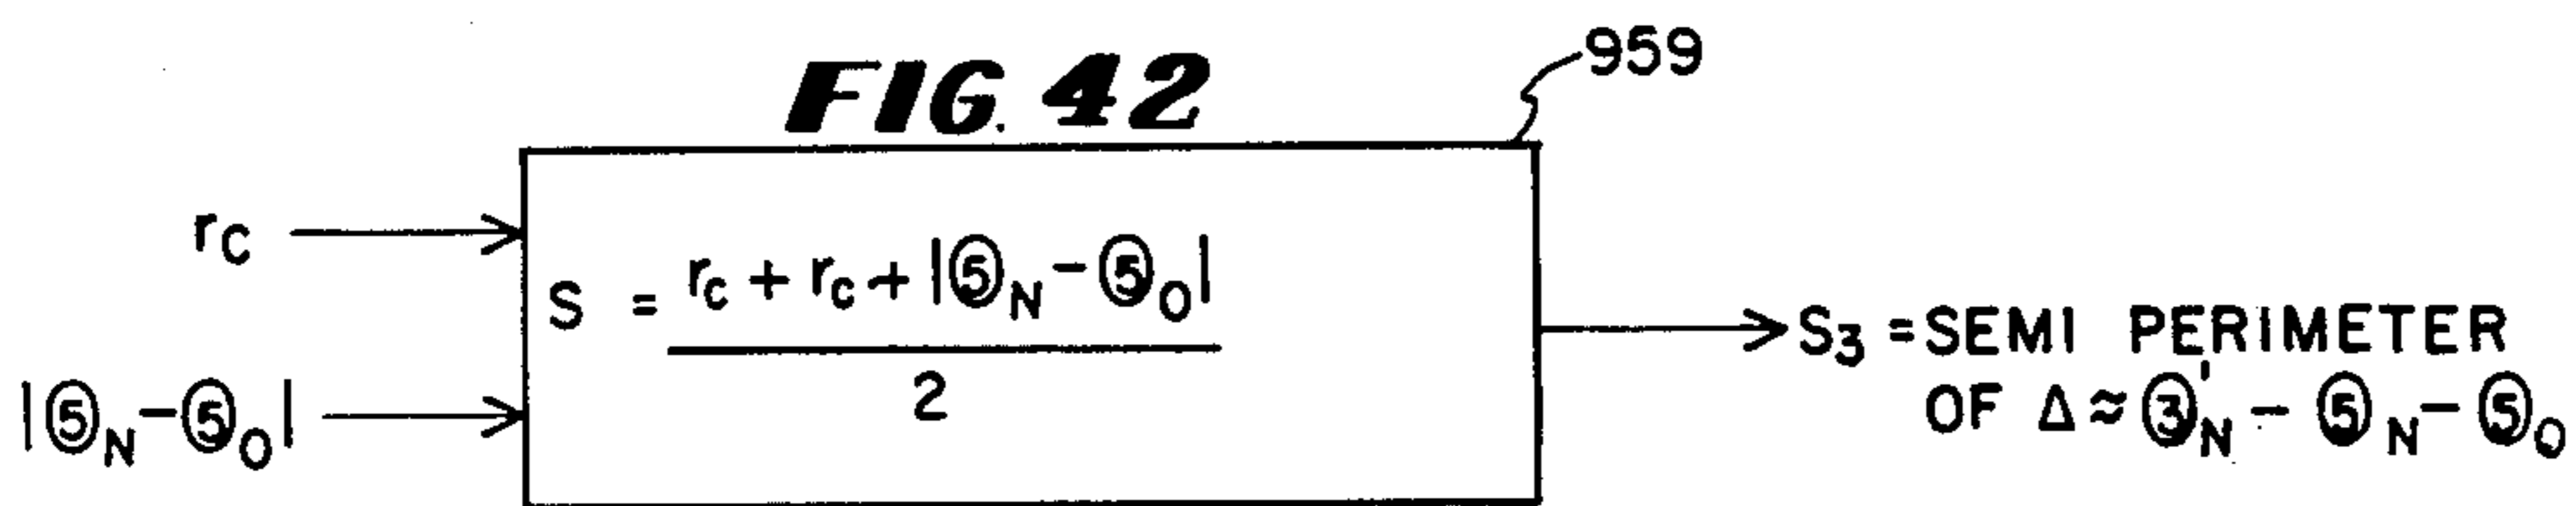 FIG. 42
959
rC
S = rc + rc + |⑤N - ⑤O| / 2
|⑤N - ⑤O|
S3 = SEMI PERIMETER
OF Δ ≈ ③'N - ⑤N - ⑤O